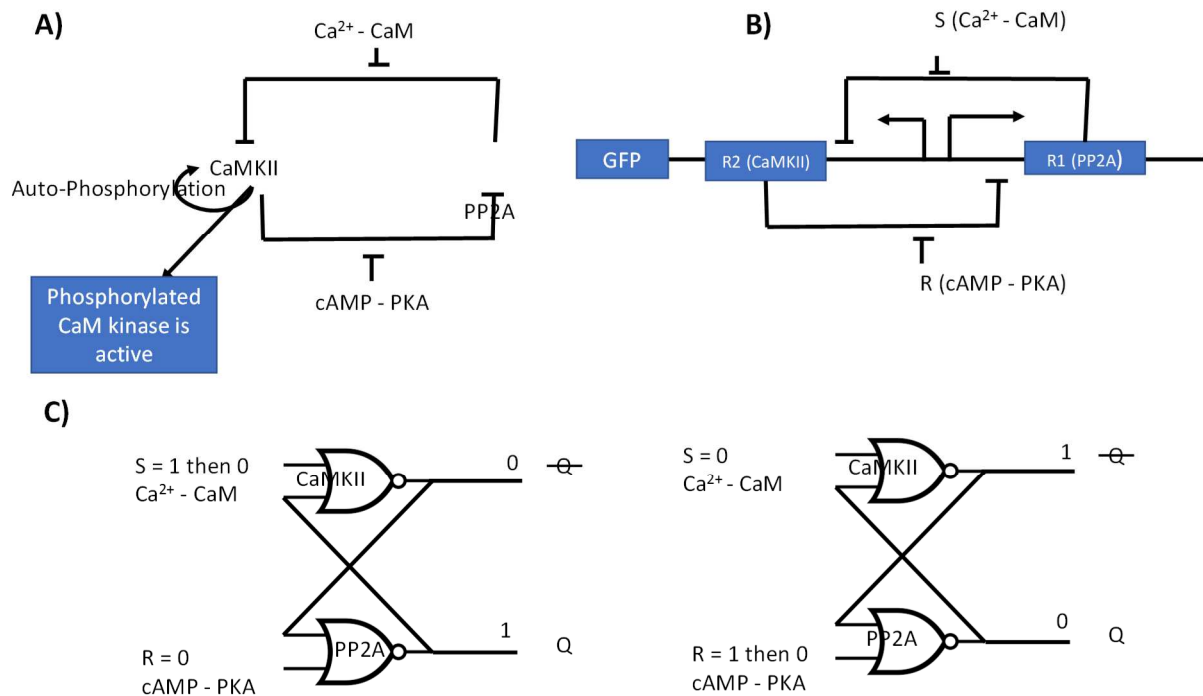 A)
Ca²⁺ - CaM
CaMKII
Auto-Phosphorylation
PP2A
cAMP - PKA
Phosphorylated
CaM kinase is
active
B)
S (Ca²⁺ - CaM)
GFP
R2 (CaMKII)
R1 (PP2A)
R (cAMP - PKA)
C)
S = 1 then 0
Ca²⁺ - CaM
CaMKII
0
Q
R = 0
cAMP - PKA
PP2A
1
Q
S = 0
Ca²⁺ - CaM
CaMKII
1
Q
R = 1 then 0
cAMP - PKA
PP2A
0
Q